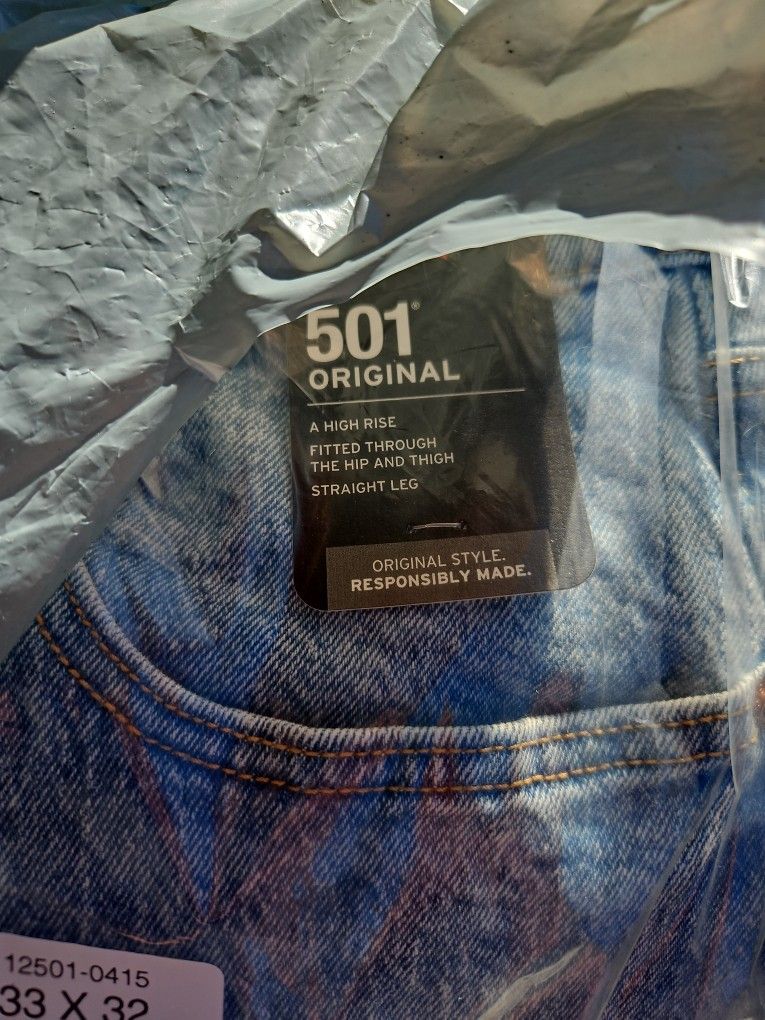 501®
ORIGINAL
A HIGH RISE
FITTED THROUGH
THE HIP AND THIGH
STRAIGHT LEG
ORIGINAL STYLE.
RESPONSIBLY MADE.
12501-0415
33 X 32